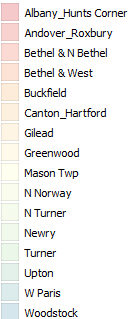 Albany_Hunts Corner
Andover_Roxbury
Bethel & N Bethel
Bethel & West
Buckfield
Canton_Hartford
Gilead
Greenwood
Mason Twp
N Norway
N Turner
Newry
Turner
Upton
W Paris
Woodstock